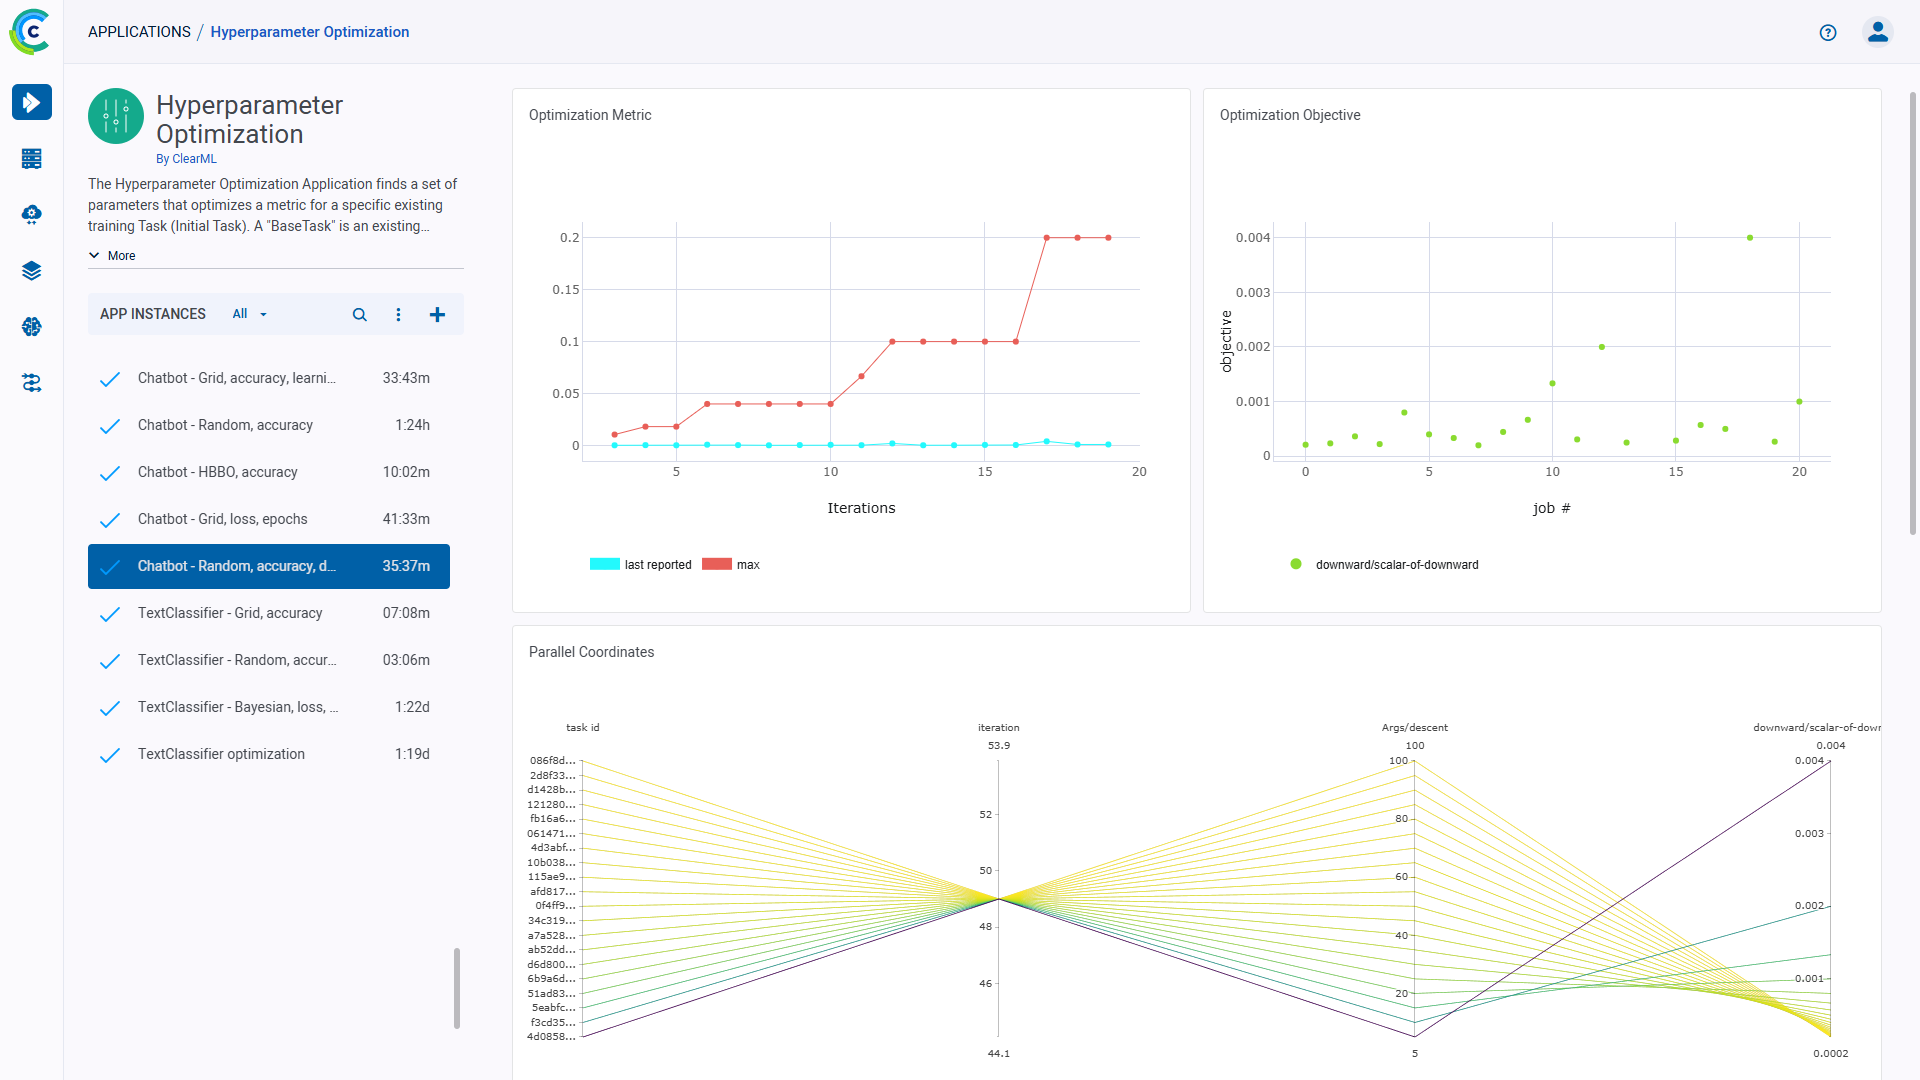 APPLICATIONS / Hyperparameter Optimization
Hyperparameter
Optimization
By ClearML
The Hyperparameter Optimization Application finds a set of
parameters that optimizes a metric for a specific existing
training Task (Initial Task). A "BaseTask" is an existing...
More
APP INSTANCES All
Chatbot - Grid, accuracy, learni... 33:43m
Chatbot - Random, accuracy 1:24h
Chatbot - HBBO, accuracy 10:02m
Chatbot - Grid, loss, epochs 41:33m
Chatbot - Random, accuracy, d... 35:37m
TextClassifier - Grid, accuracy 07:08m
TextClassifier - Random, accur... 03:06m
TextClassifier - Bayesian, loss, ... 1:22d
TextClassifier optimization 1:19d
Optimization Metric
0.2
0.15
0.1
0.05
0
5 10 15 20
Iterations
last reported max
Optimization Objective
objective
0.004
0.003
0.002
0.001
0
0 5 10 15 20
job #
downward/scalar-of-downward
Parallel Coordinates
task id iteration Args/descent downward/scalar-of-dow
53.9 100 0.004
086f8d...
2d8f33...
d1428b...
121280...
fb16a6...
061471...
4d3abf...
10b038...
115ae9...
afd817...
0f4ff9...
34c319...
a7a528...
ab52dd...
d6d800...
6b9a6d...
51ad83...
5eabfc...
f3cd35...
4d0858...
52
50
48
46
100
80
60
40
20
0.004
0.003
0.002
0.001
44.1 5 0.0002